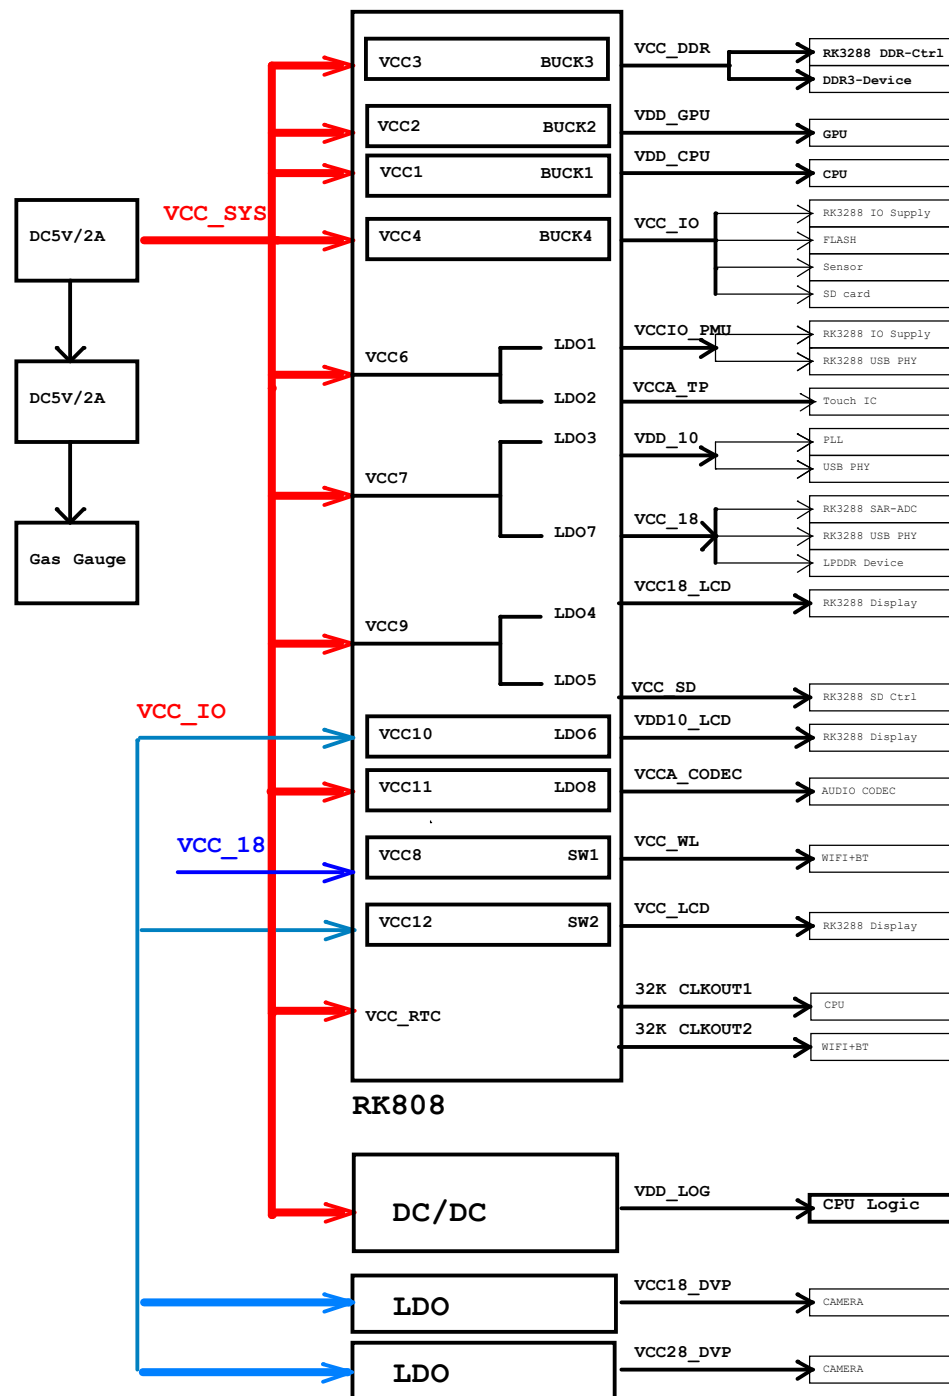 VCC_DDR
RK3288 DDR-Ctrl
VCC3 BUCK3
DDR3-Device
VDD_GPU
VCC2 BUCK2
GPU
VDD_CPU
VCC1 BUCK1
CPU
VCC_SYS
RK3288 IO Supply
DC5V/2A
VCC4 BUCK4
VCC_IO
FLASH
Sensor
SD card
VCCIO_PMU
RK3288 IO Supply
LDO1
VCC6
RK3288 USB PHY
VCCA_TP
DC5V/2A
LDO2
Touch IC
LDO3
VDD_10
PLL
USB PHY
VCC7
RK3288 SAR-ADC
VCC_18
LDO7
RK3288 USB PHY
Gas Gauge
LPDDR Device
VCC18_LCD
RK3288 Display
LDO4
VCC9
LDO5
VCC_SD
RK3288 SD Ctrl
VCC_IO
VDD10_LCD
VCC10 LDO6
RK3288 Display
VCCA_CODEC
VCC11 LDO8
AUDIO CODEC
VCC_18
VCC_WL
VCC8 SW1
WIFI+BT
VCC_LCD
VCC12 SW2
RK3288 Display
32K CLKOUT1
CPU
VCC_RTC
32K CLKOUT2
WIFI+BT
RK808
VDD_LOG
DC/DC
CPU Logic
VCC18_DVP
LDO
CAMERA
VCC28_DVP
LDO
CAMERA